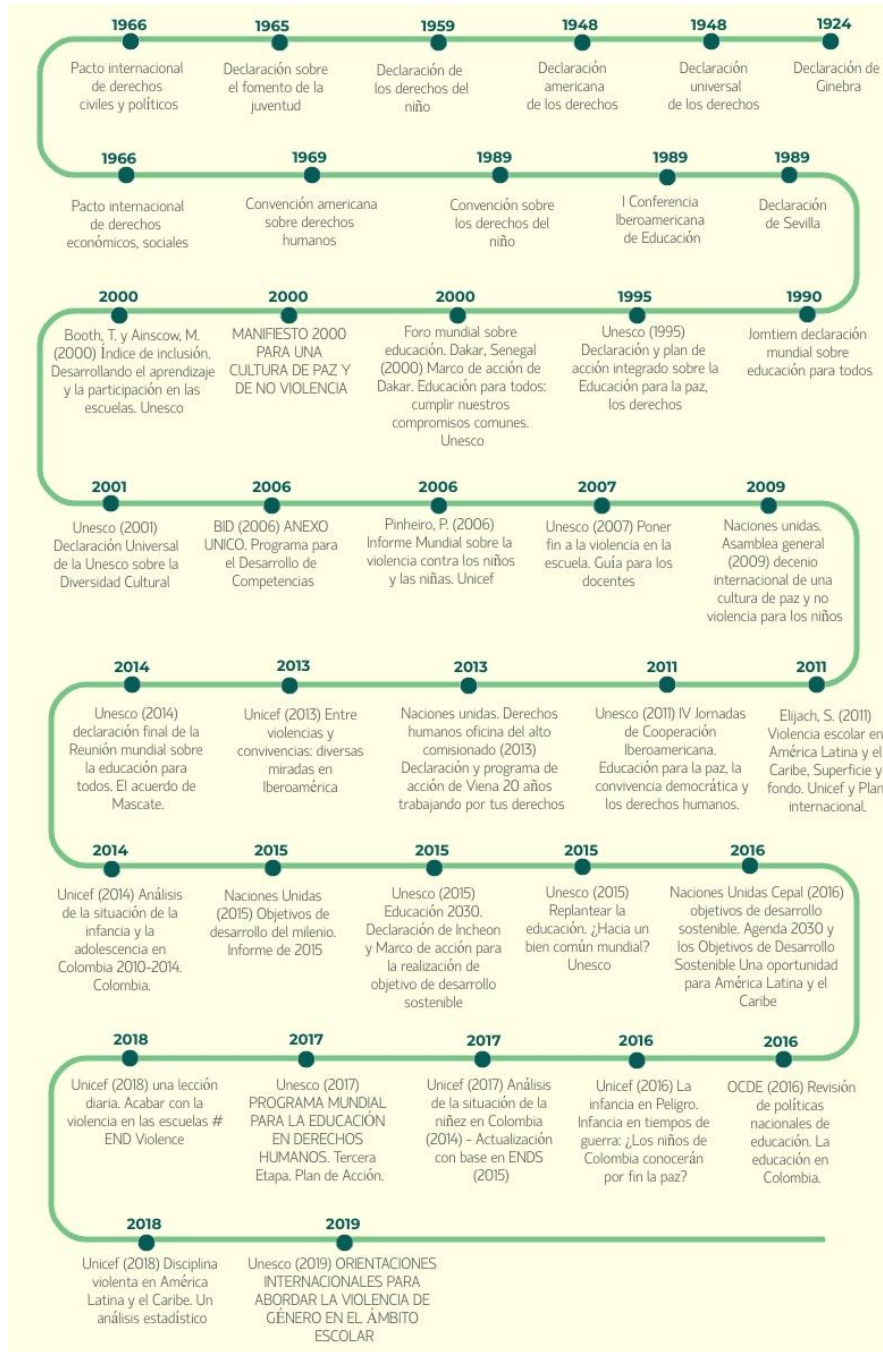 1966
Pacto internacional
de derechos
civiles y políticos
1965
Declaración sobre
el fomento de la
juventud
1959
Declaración de
los derechos del
niño
1948
Declaración
americana
de los derechos
1948
Declaración
universal
de los derechos
1924
Declaración de
Ginebra
1966
Pacto internacional
de derechos
económicos, sociales
1969
Convención americana
sobre derechos
humanos
1989
Convención sobre
los derechos del
niño
1989
I Conferencia
Iberoamericana
de Educación
1989
Declaración
de Sevilla
2000
Booth, T. y Ainscow, M.
(2000) Índice de inclusión.
Desarrollando el aprendizaje
y la participación en las
escuelas. Unesco
2000
MANIFIESTO 2000
PARA UNA
CULTURA DE PAZ Y
DE NO VIOLENCIA
2000
Foro mundial sobre
educación. Dakar, Senegal
(2000) Marco de acción de
Dakar. Educación para todos:
cumplir nuestros
compromisos comunes.
Unesco
1995
Unesco (1995)
Declaración y plan de
acción integrado sobre la
Educación para la paz,
los derechos
1990
Jomtiem declaración
mundial sobre
educación para todos
2001
Unesco (2001)
Declaración Universal
de la Unesco sobre la
Diversidad Cultural
2006
BID (2006) ANEXO
UNICO. Programa para
el Desarrollo de
Competencias
2006
Pinheiro, P. (2006)
Informe Mundial sobre la
violencia contra los niños
y las niñas. Unicef
2007
Unesco (2007) Poner
fin a la violencia en la
escuela. Guía para los
docentes
2009
Naciones unidas.
Asamblea general
(2009) decenio
internacional de una
cultura de paz y no
violencia para los niños
2014
Unesco (2014)
declaración final de la
Reunión mundial sobre
la educación para
todos. El acuerdo de
Mascate.
2013
Unicef (2013) Entre
violencias y
convivencias: diversas
miradas en
Iberoamérica
2013
Naciones unidas. Derechos
humanos oficina del alto
comisionado (2013)
Declaración y programa de
acción de Viena 20 años
trabajando por tus derechos
2011
Unesco (2011) IV Jornadas
de Cooperación
Iberoamericana.
Educación para la paz, la
convivencia democrática y
los derechos humanos.
2011
Elijach, S. (2011)
Violencia escolar en
América Latina y el
Caribe, Superficie y
fondo. Unicef y Plan
internacional.
2014
Unicef (2014) Análisis
de la situación de la
infancia y la
adolescencia en
Colombia 2010-2014.
Colombia.
2015
Naciones Unidas
(2015) Objetivos de
desarrollo del milenio.
Informe de 2015
2015
Unesco (2015)
Educación 2030.
Declaración de Incheon
y Marco de acción para
la realización de
objetivo de desarrollo
sostenible
2015
Unesco (2015)
Replantear la
educación. ¿Hacia un
bien común mundial?
Unesco
2016
Naciones Unidas Cepal (2016)
objetivos de desarrollo
sostenible. Agenda 2030 y
los Objetivos de Desarrollo
Sostenible Una oportunidad
para América Latina y el
Caribe
2018
Unicef (2018) una lección
diaria. Acabar con la
violencia en las escuelas #
END Violence
2017
Unesco (2017)
PROGRAMA MUNDIAL
PARA LA EDUCACIÓN
EN DERECHOS
HUMANOS. Tercera
Etapa. Plan de Acción.
2017
Unicef (2017) Análisis
de la situación de la
niñez en Colombia
(2014) - Actualización
con base en ENDS
(2015)
2016
Unicef (2016) La
infancia en Peligro.
Infancia en tiempos de
guerra: ¿Los niños de
Colombia conocerán
por fin la paz?
2016
OCDE (2016) Revisión
de políticas
nacionales de
educación. La
educación en
Colombia.
2018
Unicef (2018) Disciplina
violenta en América
Latina y el Caribe. Un
análisis estadístico
2019
Unesco (2019) ORIENTACIONES
INTERNACIONALES PARA
ABORDAR LA VIOLENCIA DE
GÉNERO EN EL ÁMBITO
ESCOLAR